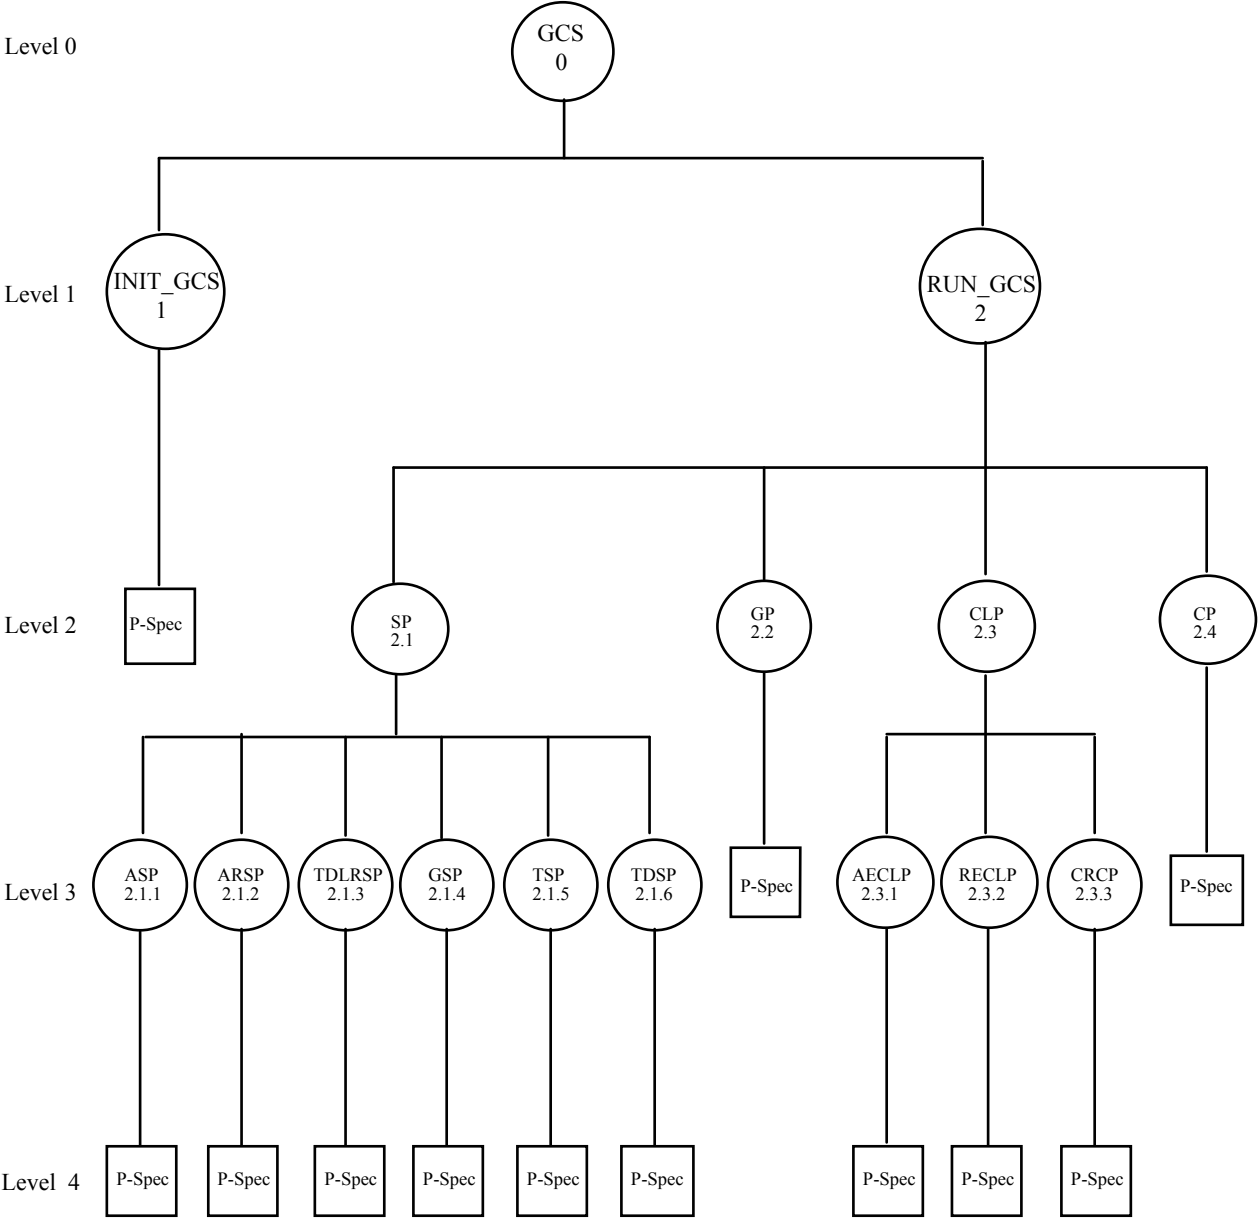 Level 0
GCS
0
Level 1
INIT_GCS
1
RUN_GCS
2
Level 2
P-Spec
SP
2.1
GP
2.2
CLP
2.3
CP
2.4
Level 3
ASP
2.1.1
ARSP
2.1.2
TDLRSP
2.1.3
GSP
2.1.4
TSP
2.1.5
TDSP
2.1.6
P-Spec
AECLP
2.3.1
RECLP
2.3.2
CRCP
2.3.3
P-Spec
Level 4
P-Spec
P-Spec
P-Spec
P-Spec
P-Spec
P-Spec
P-Spec
P-Spec
P-Spec